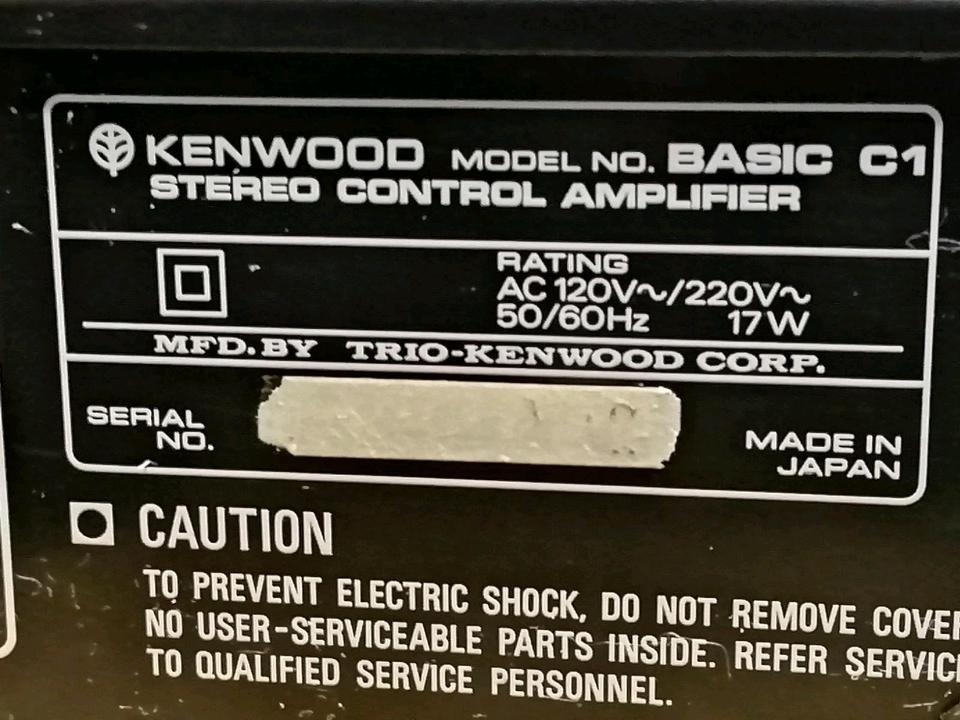 KENWOOD MODEL NO. BASIC C1
STEREO CONTROL AMPLIFIER
RATING
AC 120V~/220V~
50/60Hz 17W
MFD. BY TRIO-KENWOOD CORP.
SERIAL NO.
MADE IN JAPAN
CAUTION
TO PREVENT ELECTRIC SHOCK, DO NOT REMOVE
NO USER-SERVICEABLE PARTS INSIDE. REFER
TO QUALIFIED SERVICE PERSONNEL.